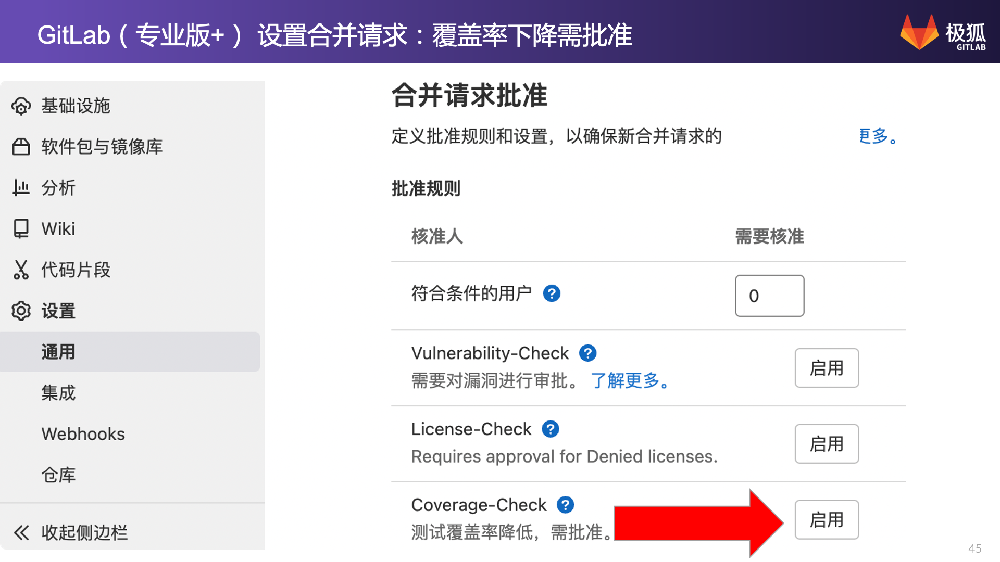 GitLab（专业版+） 设置合并请求：覆盖率下降需批准
极狐
GITLAB
基础设施
软件包与镜像库
分析
Wiki
代码片段
设置
通用
集成
Webhooks
仓库
收起侧边栏
合并请求批准
定义批准规则和设置，以确保新合并请求的 更多。
批准规则
核准人 需要核准
符合条件的用户 0
Vulnerability-Check
需要对漏洞进行审批。 了解更多。
启用
License-Check
Requires approval for Denied licenses.
启用
Coverage-Check
测试覆盖率降低，需批准。
启用
45